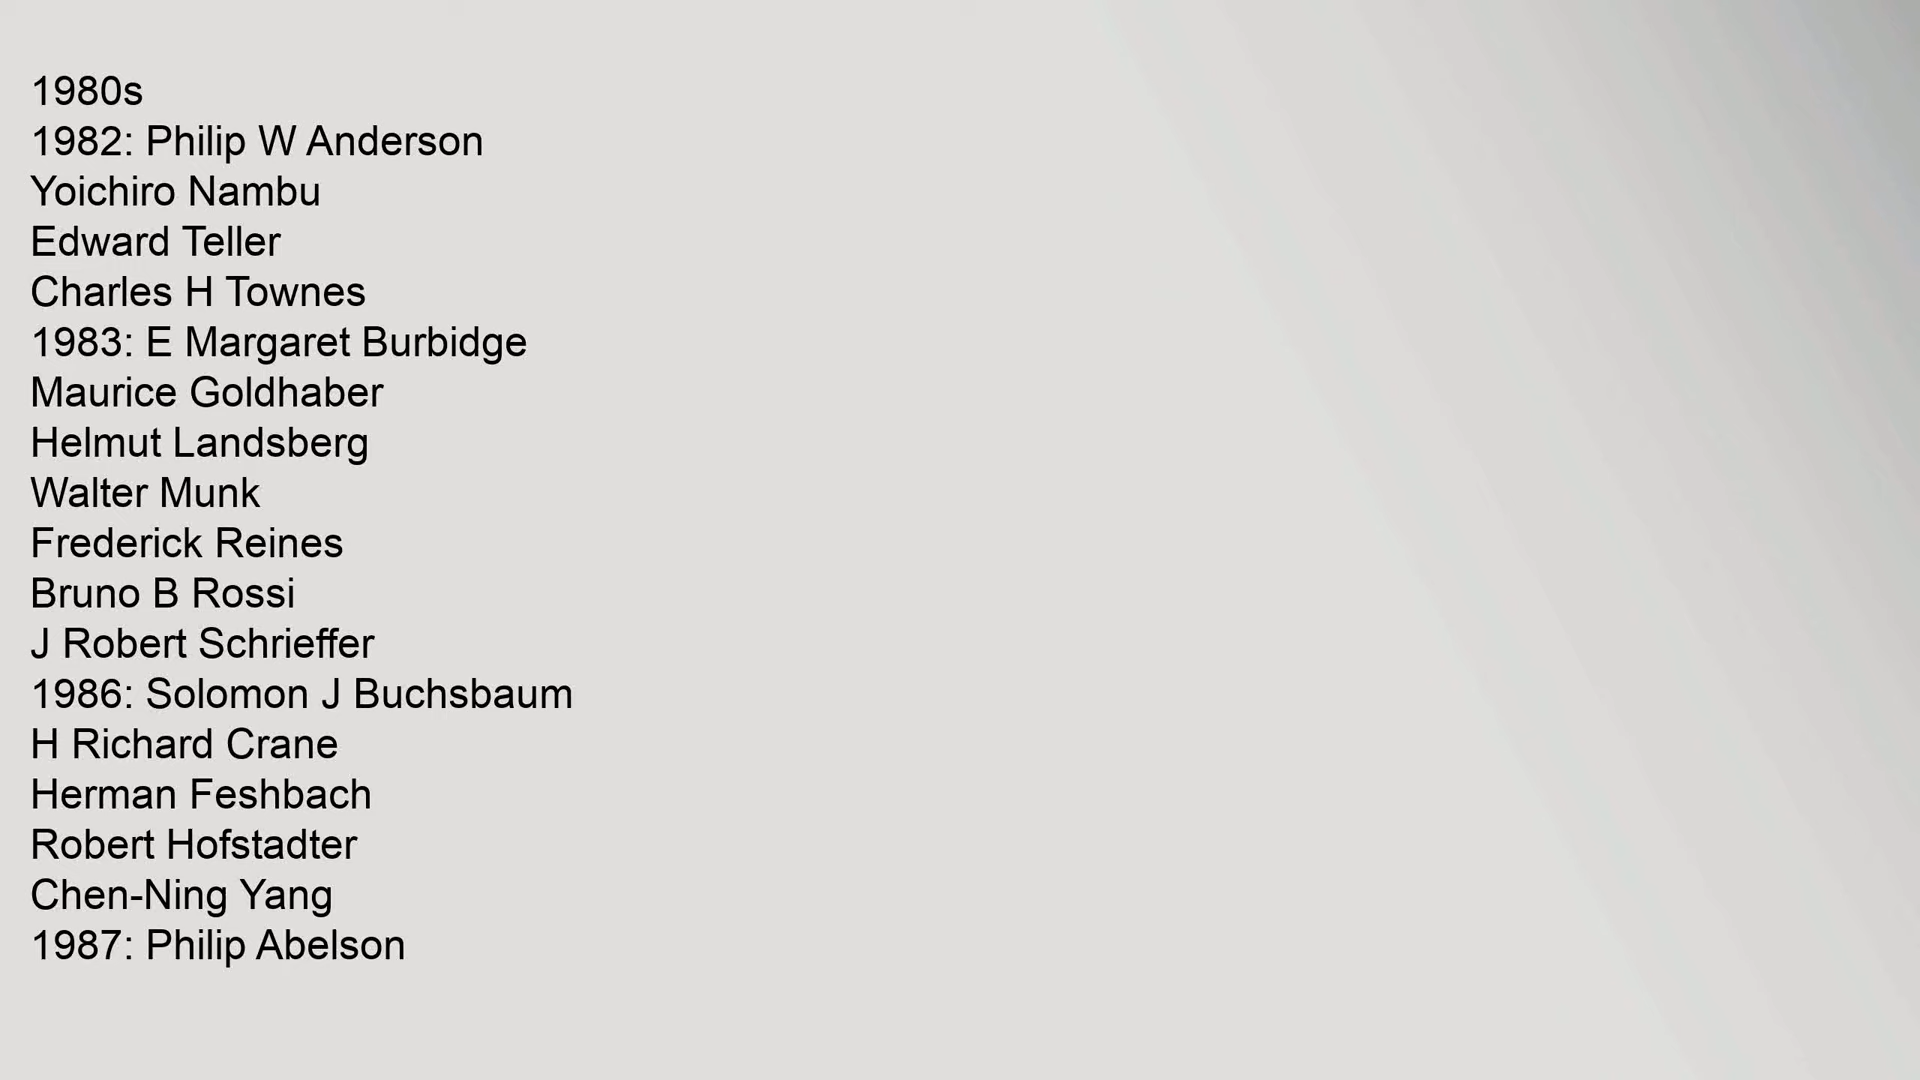 1980s
1982: Philip W Anderson
Yoichiro Nambu
Edward Teller
Charles H Townes
1983: E Margaret Burbidge
Maurice Goldhaber
Helmut Landsberg
Walter Munk
Frederick Reines
Bruno B Rossi
J Robert Schrieffer
1986: Solomon J Buchsbaum
H Richard Crane
Herman Feshbach
Robert Hofstadter
Chen-Ning Yang
1987: Philip Abelson